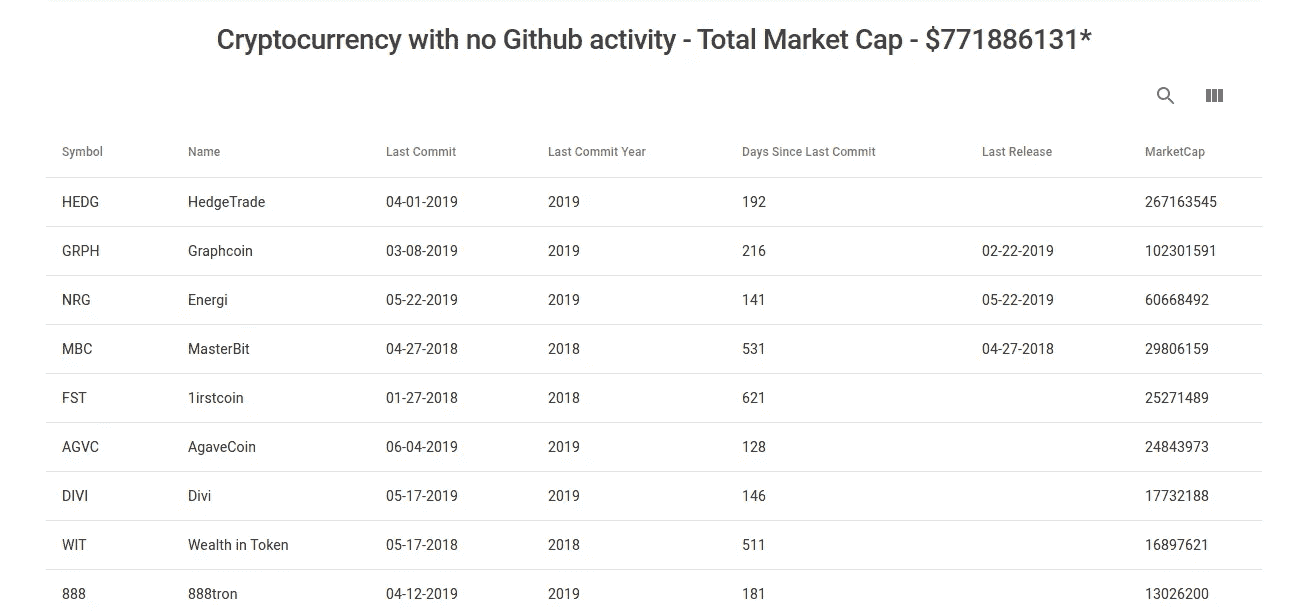 Cryptocurrency with no Github activity - Total Market Cap - $771886131*
Symbol Name Last Commit Last Commit Year Days Since Last Commit Last Release MarketCap
HEDG HedgeTrade 04-01-2019 2019 192 267163545
GRPH Graphcoin 03-08-2019 2019 216 02-22-2019 102301591
NRG Energi 05-22-2019 2019 141 05-22-2019 60668492
MBC MasterBit 04-27-2018 2018 531 04-27-2018 29806159
FST 1irstcoin 01-27-2018 2018 621 25271489
AGVC AgaveCoin 06-04-2019 2019 128 24843973
DIVI Divi 05-17-2019 2019 146 17732188
WIT Wealth in Token 05-17-2018 2018 511 16897621
888 888tron 04-12-2019 2019 181 13026200